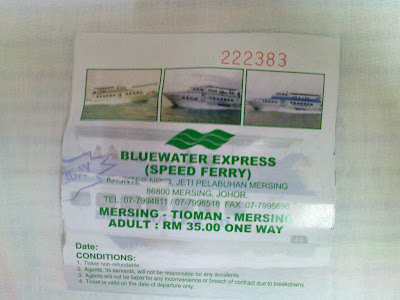 222383
BLUEWATER EXPRESS
(SPEED FERRY)
JETI PELABUHAN MERSING
86800 MERSING, JOHOR.
TEL: 07-7994811 / 07-7998518 FAX: 07-7995696
MERSING - TIOMAN - MERSING
ADULT : RM 35.00 ONE WAY
Date:
CONDITIONS:
1. Ticket non-refundable.
2. Agents, its servants, will not be responsible for any accidents.
3. Agents will not be liable for any inconvenience or breach of contract due to breakdowns.
4. Ticket is valid on the date of departure only.